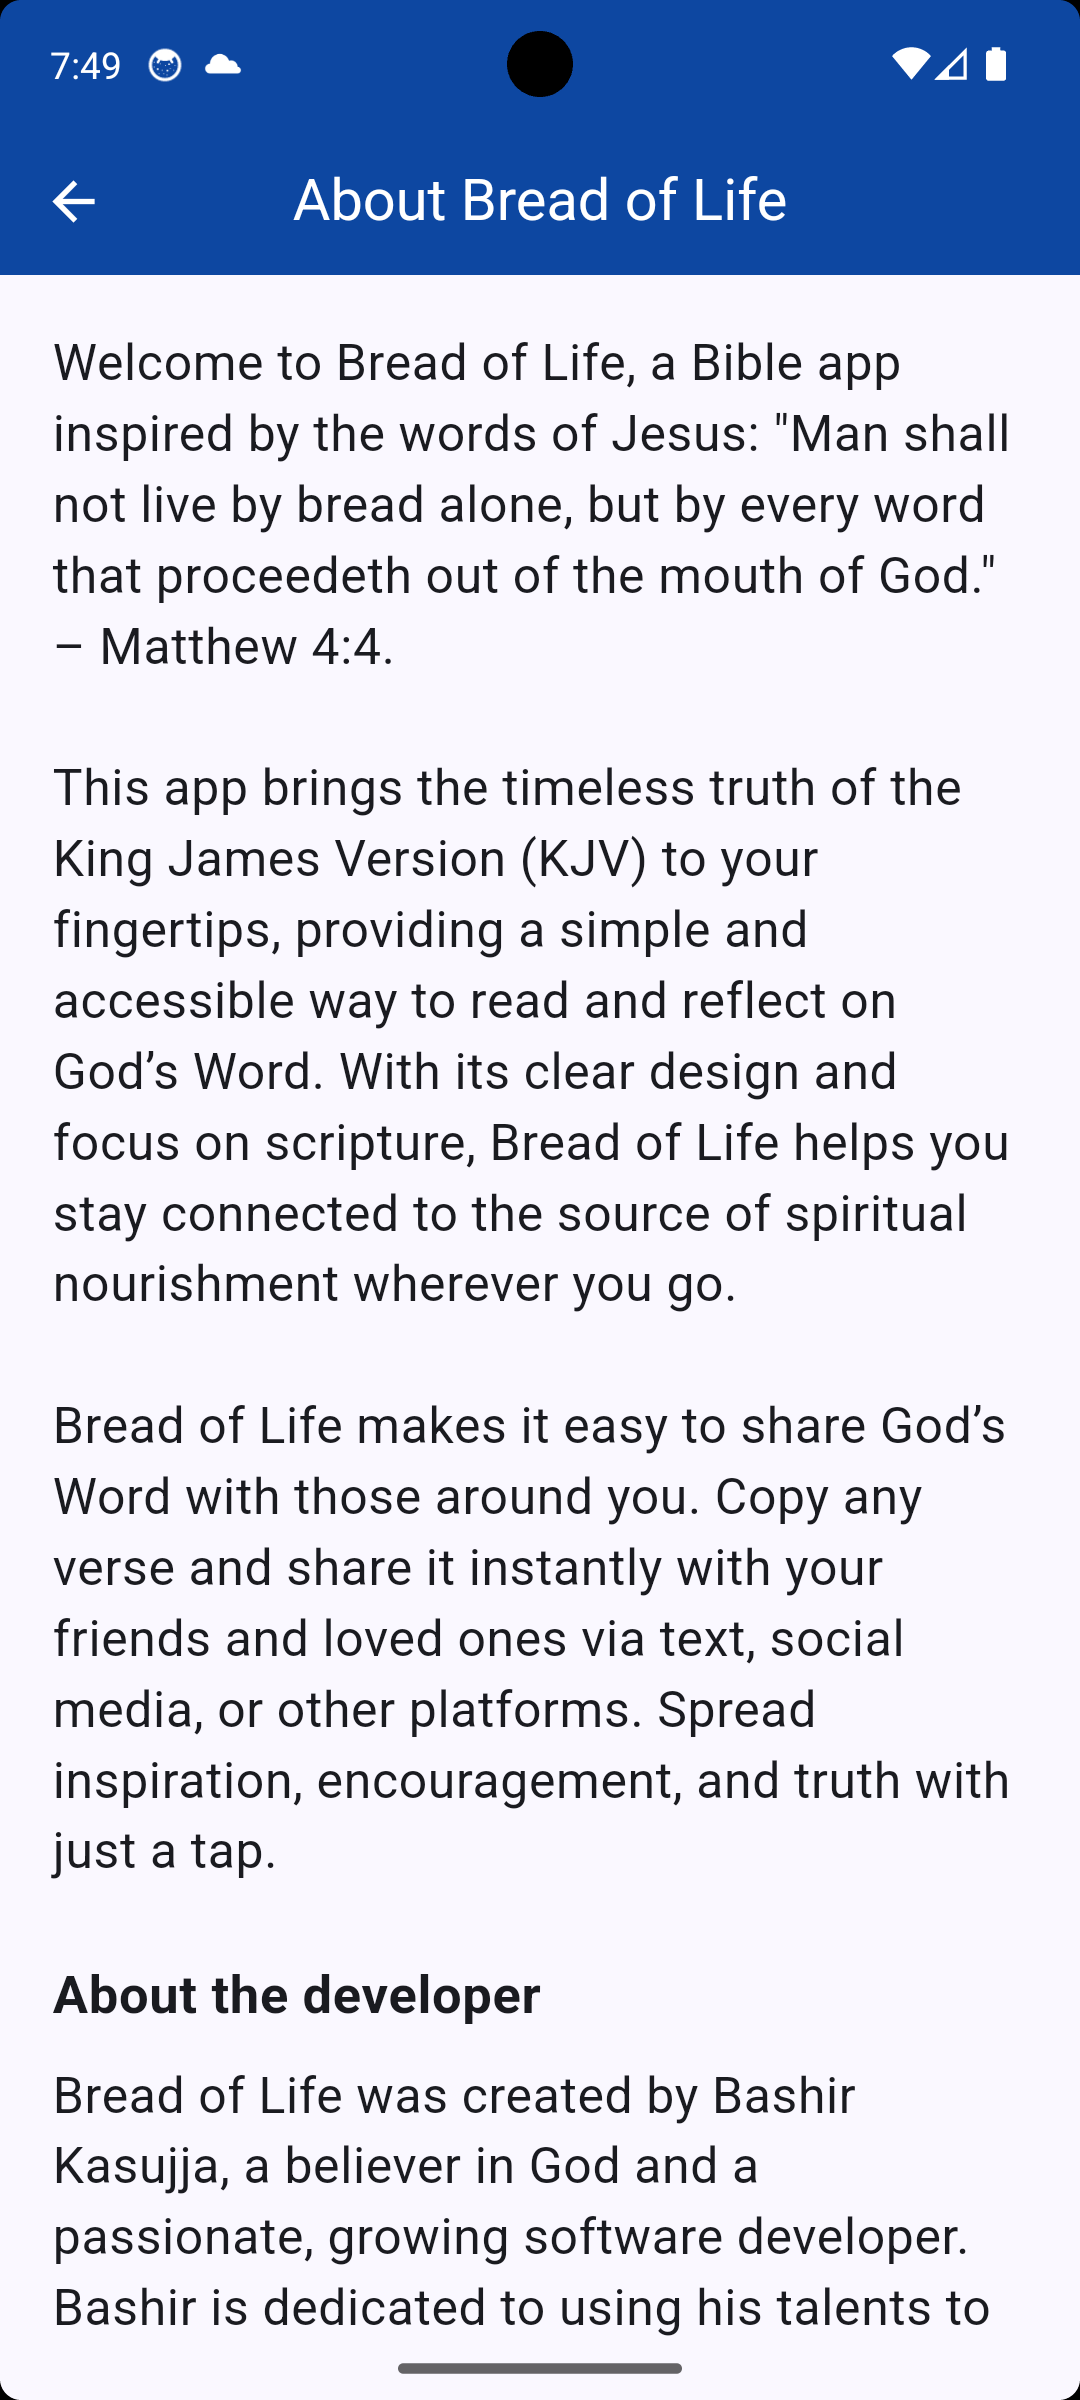 7:49
About Bread of Life
Welcome to Bread of Life, a Bible app
inspired by the words of Jesus: "Man shall
not live by bread alone, but by every word
that proceedeth out of the mouth of God."
– Matthew 4:4.
This app brings the timeless truth of the
King James Version (KJV) to your
fingertips, providing a simple and
accessible way to read and reflect on
God’s Word. With its clear design and
focus on scripture, Bread of Life helps you
stay connected to the source of spiritual
nourishment wherever you go.
Bread of Life makes it easy to share God’s
Word with those around you. Copy any
verse and share it instantly with your
friends and loved ones via text, social
media, or other platforms. Spread
inspiration, encouragement, and truth with
just a tap.
About the developer
Bread of Life was created by Bashir
Kasujja, a believer in God and a
passionate, growing software developer.
Bashir is dedicated to using his talents to